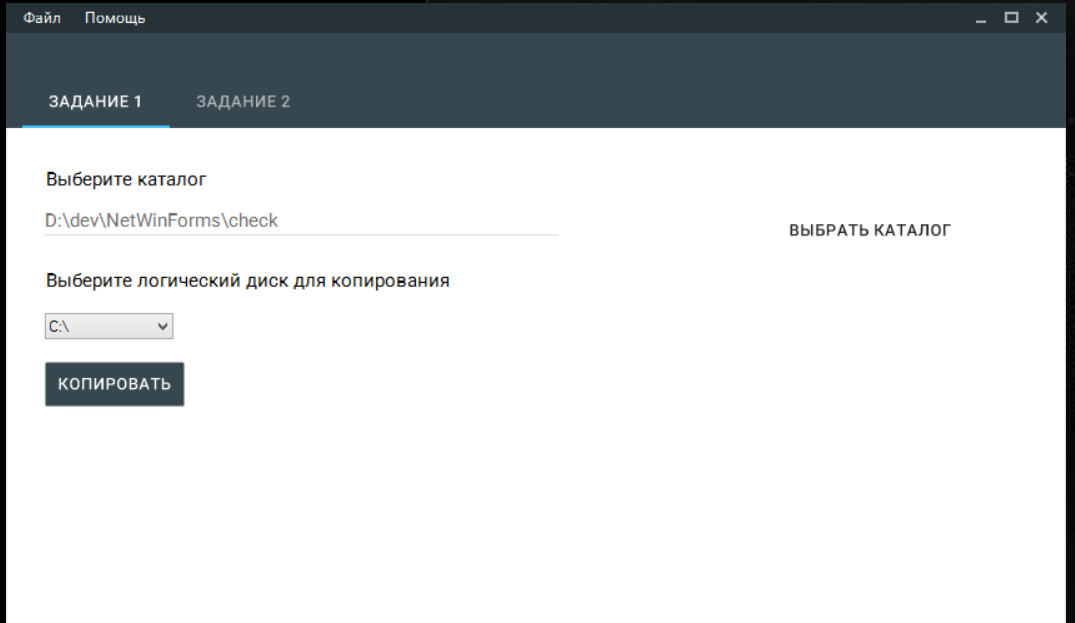 Файл Помощь
ЗАДАНИЕ 1 ЗАДАНИЕ 2
Выберите каталог
D:\dev\NetWinForms\check
ВЫБРАТЬ КАТАЛОГ
Выберите логический диск для копирования
C:\
КОПИРОВАТЬ